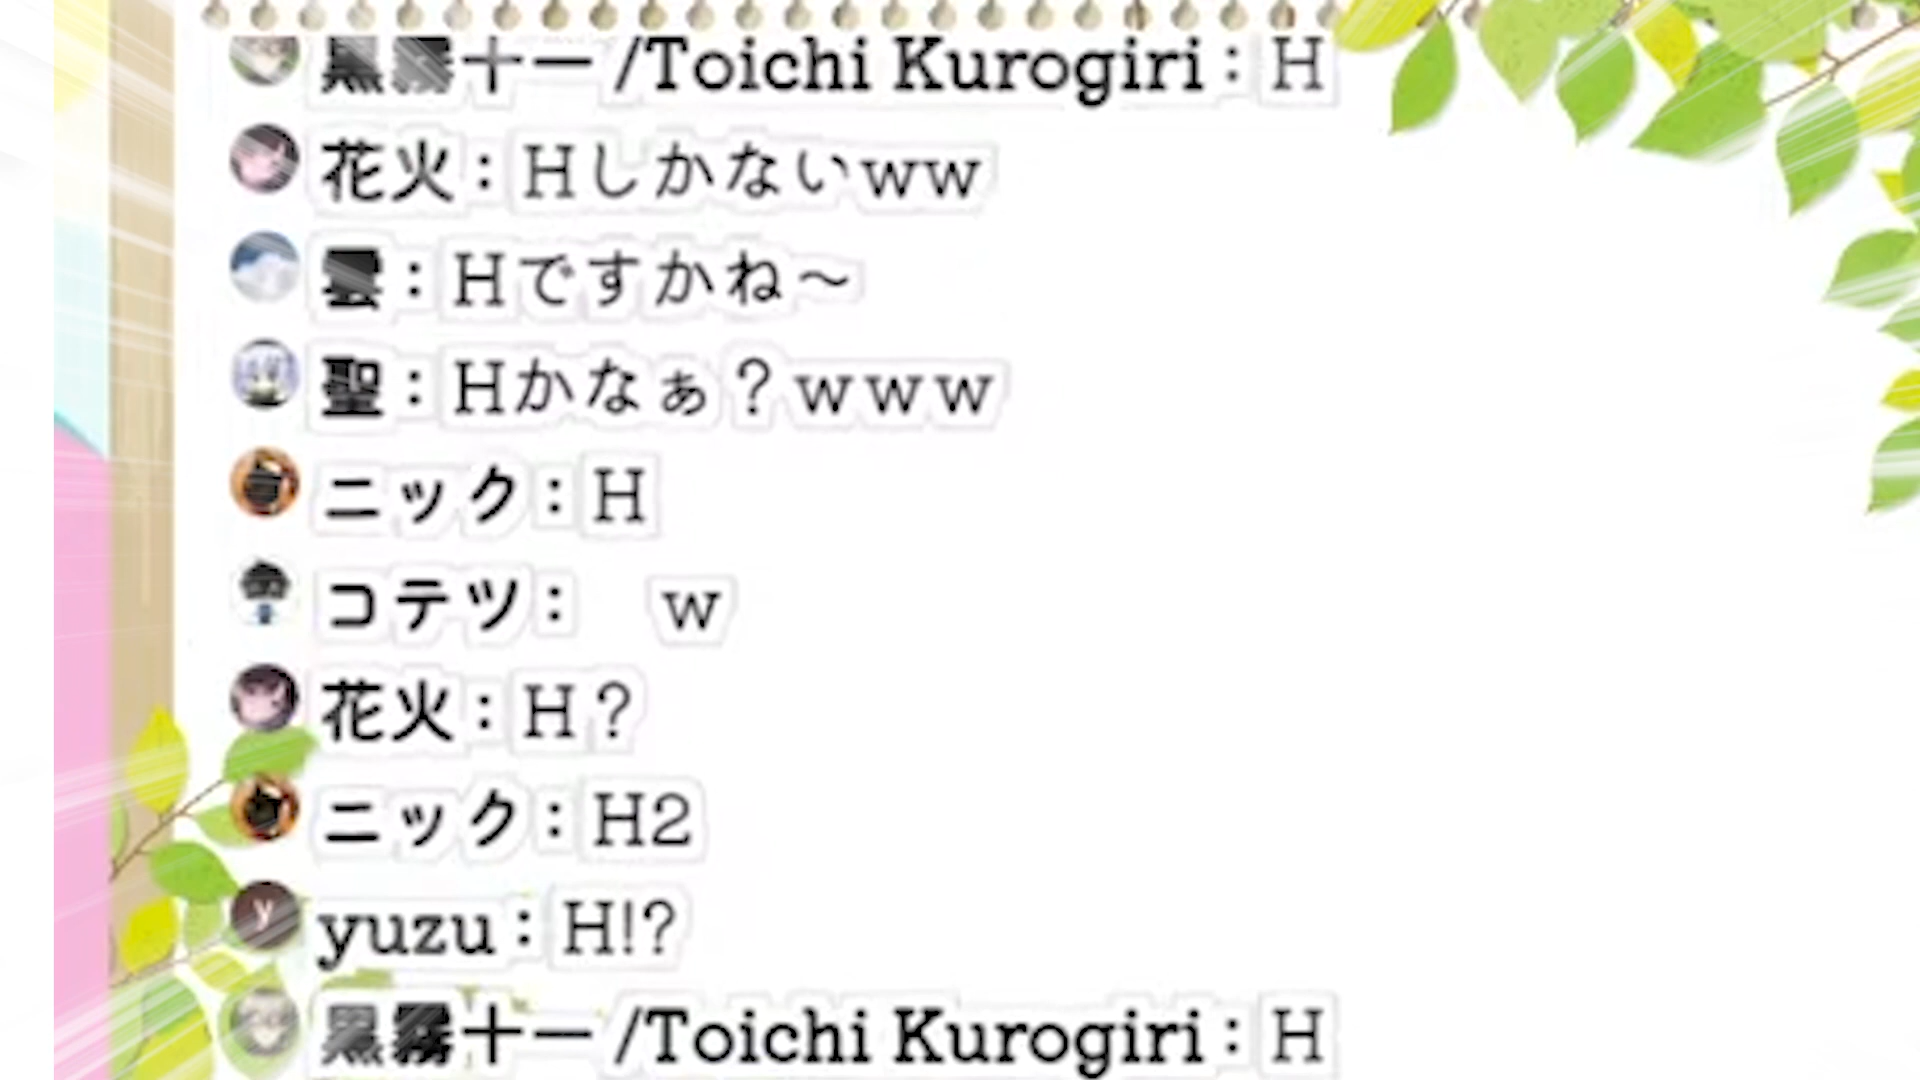 黒霧十一 /Toichi Kurogiri : H
花火 : Hしかないww
雲 : Hですかね～
聖 : Hかなぁ？ｗｗｗ
ニック : H
コテツ :　w
花火 : H？
ニック : H2
y
yuzu : H!?
黒霧十一 /Toichi Kurogiri : H